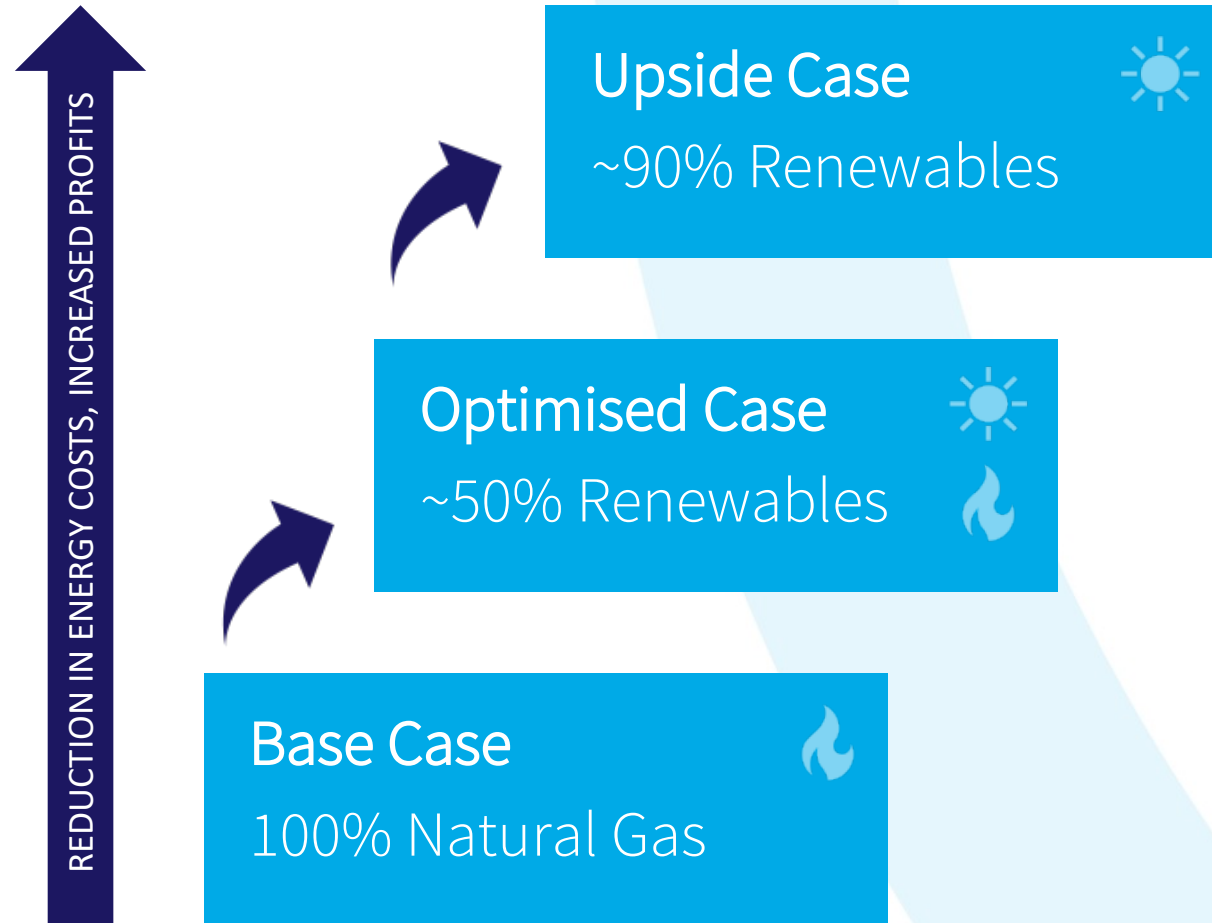 REDUCTION IN ENERGY COSTS, INCREASED PROFITS
Upside Case
~90% Renewables
Optimised Case
~50% Renewables
Base Case
100% Natural Gas